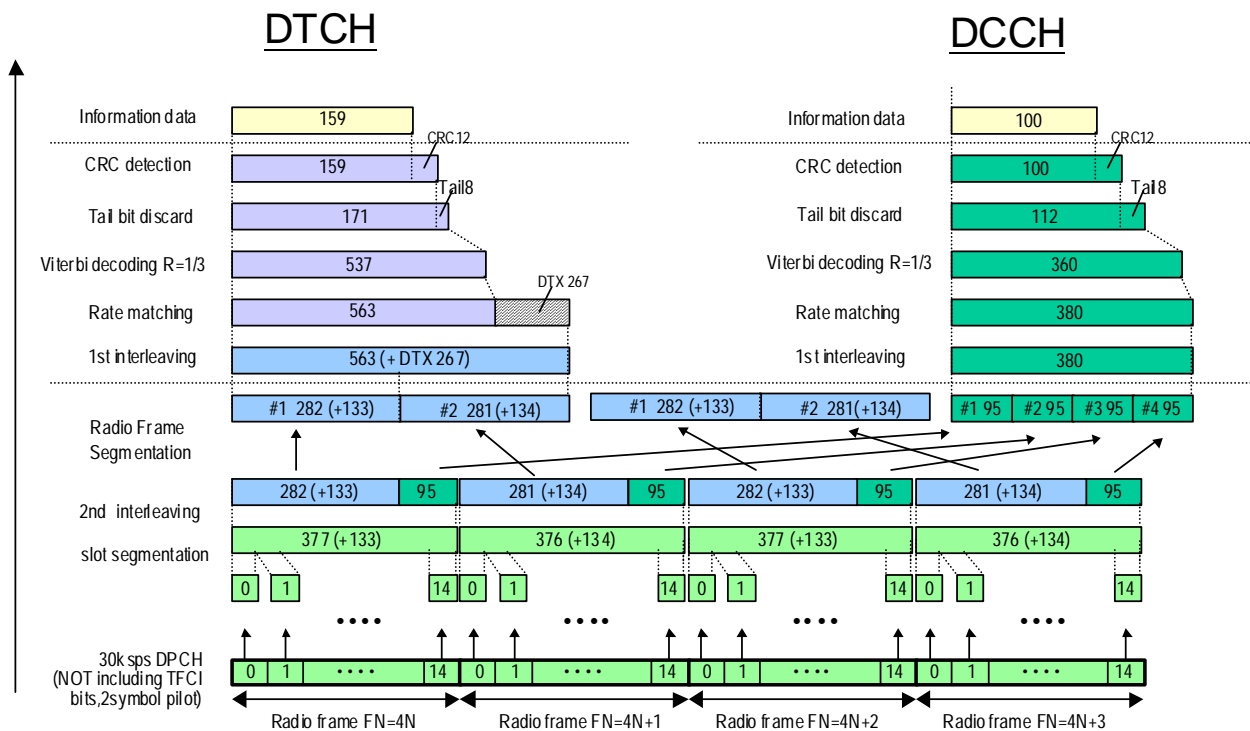 DTCH
DCCH
Information data
159
Information data
100
CRC12
CRC12
CRC detection
159
CRC detection
100
Tail8
Tail8
Tail bit discard
171
Tail bit discard
112
Viterbi decoding R=1/3
537
Viterbi decoding R=1/3
360
DTX 267
Rate matching
563
Rate matching
380
1st interleaving
563 (+ DTX 267)
1st interleaving
380
#1 282 (+133)
#2 281 (+134)
#1 282 (+133)
#2 281(+134)
#1 95
#2 95
#3 95
#4 95
Radio Frame
Segmentation
282 (+133)
95
281 (+134)
95
282 (+133)
95
281 (+134)
95
2nd interleaving
377 (+133)
376 (+134)
377 (+133)
376 (+134)
slot segmentation
0 1 14 0 1 14 0 1 14 0 1 14
•••• •••• •••• ••••
30ksps DPCH
(NOT including TFCI
bits,2symbol pilot)
0 1 •••• 14 0 1 •••• 14 0 1 •••• 14 0 1 •••• 14
Radio frame FN=4N
Radio frame FN=4N+1
Radio frame FN=4N+2
Radio frame FN=4N+3